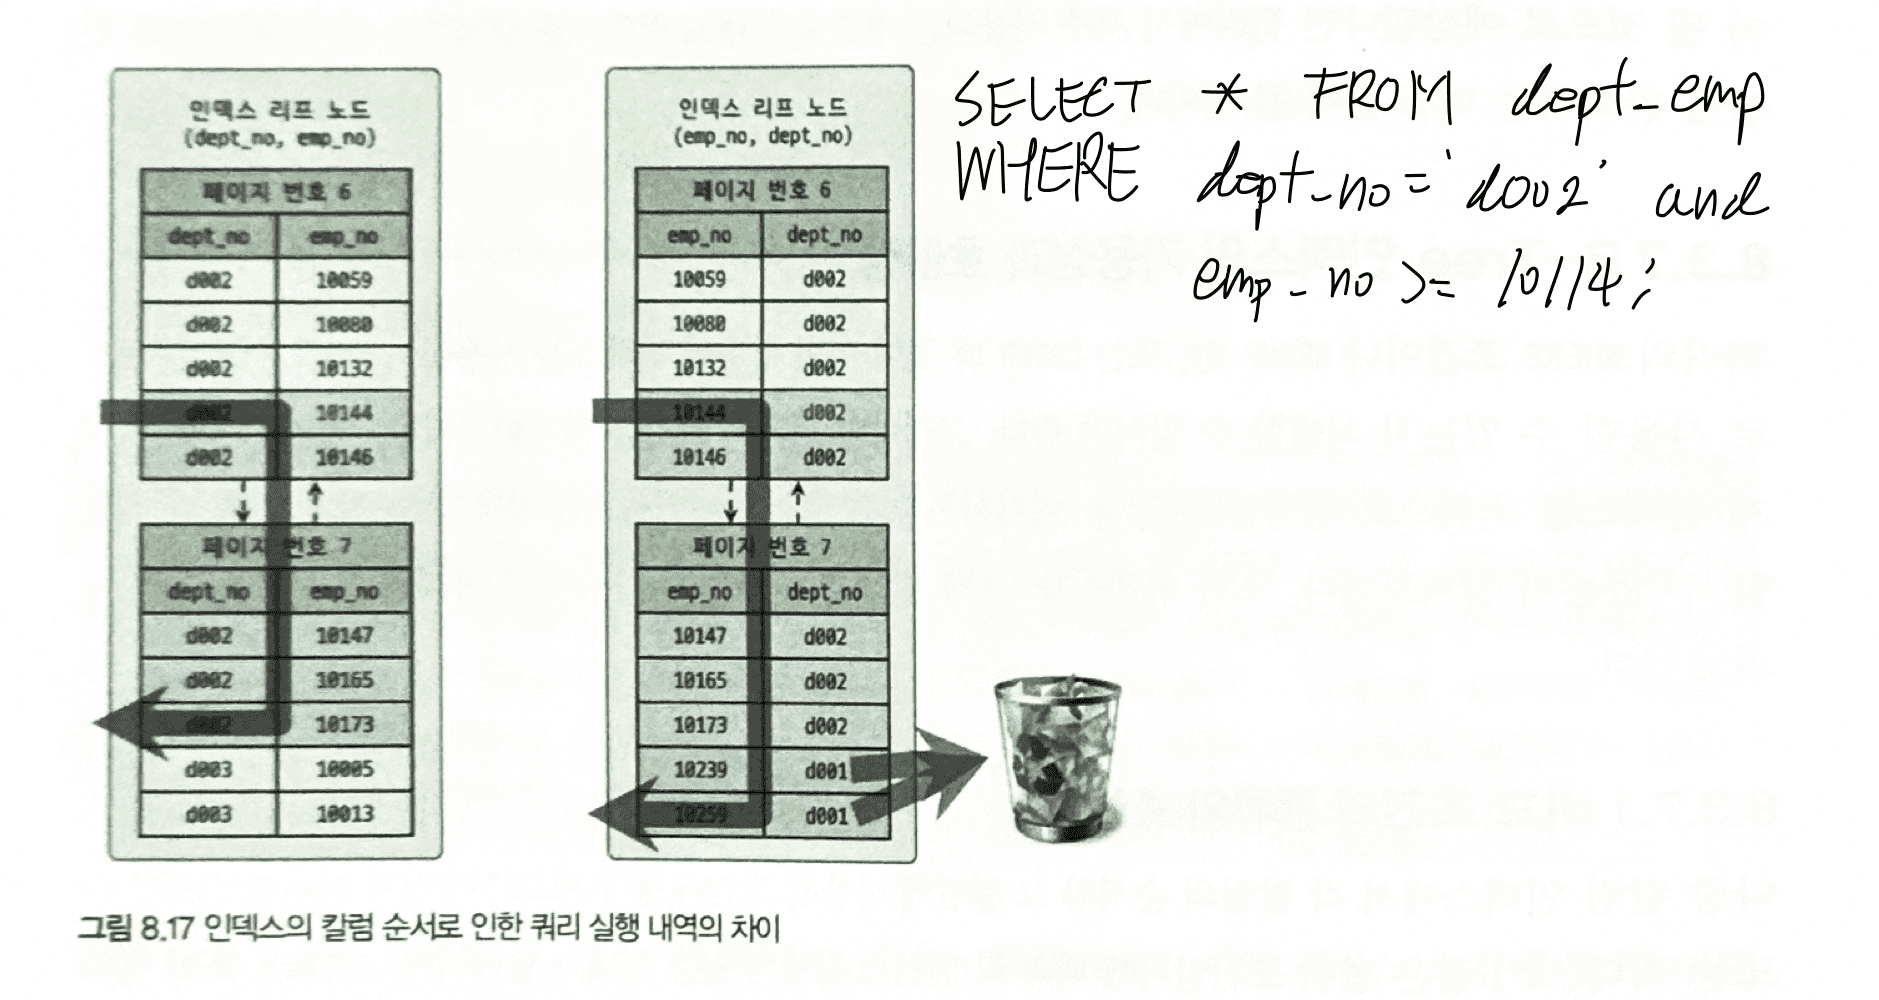 인덱스 리프 노드
(dept_no, emp_no)
페이지 번호 6
dept_no emp_no
d002 10059
d002 10080
d002 10132
d002 10144
d002 10146
페이지 번호 7
dept_no emp_no
d002 10147
d002 10165
d002 10173
d003 10005
d003 10013
인덱스 리프 노드
(emp_no, dept_no)
페이지 번호 6
emp_no dept_no
10059 d002
10080 d002
10132 d002
10144 d002
10146 d002
페이지 번호 7
emp_no dept_no
10147 d002
10165 d002
10173 d002
10239 d001
10259 d001
SELECT * FROM dept_emp
WHERE dept_no = 'd002' and
emp_no >= 10114;
그림 8.17 인덱스의 칼럼 순서로 인한 쿼리 실행 내역의 차이